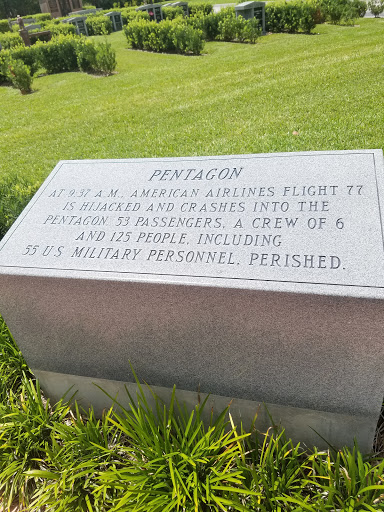 PENTAGON
AT 9:37 A.M., AMERICAN AIRLINES FLIGHT 77
IS HIJACKED AND CRASHES INTO THE
PENTAGON. 53 PASSENGERS, A CREW OF 6
AND 125 PEOPLE, INCLUDING
55 U.S. MILITARY PERSONNEL, PERISHED.